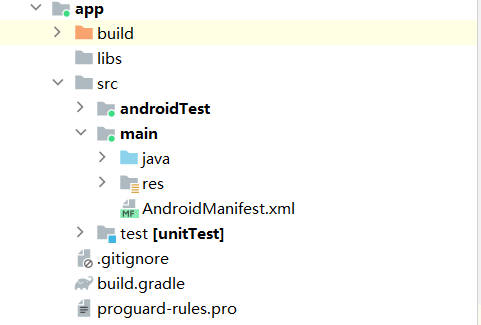 app
build
libs
src
androidTest
main
java
res
MF AndroidManifest.xml
test [unitTest]
.gitignore
build.gradle
proguard-rules.pro